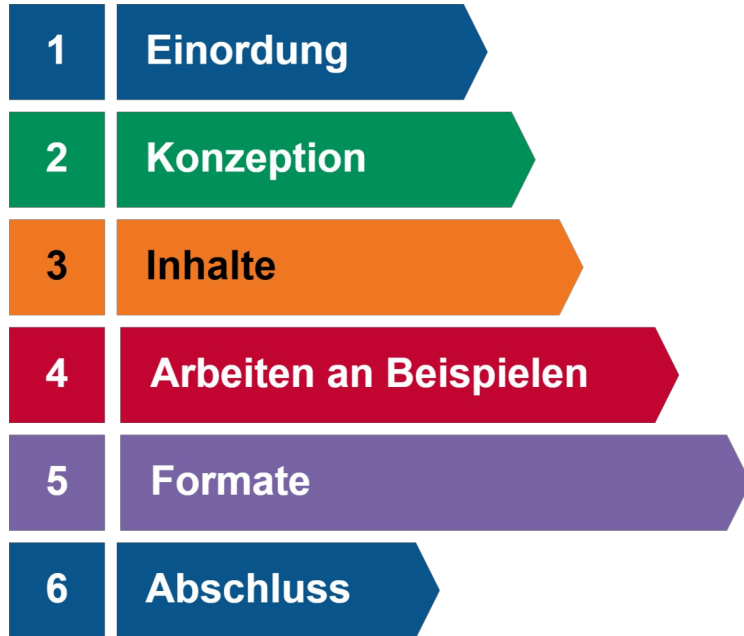 1 Einordung
2 Konzeption
3 Inhalte
4 Arbeiten an Beispielen
5 Formate
6 Abschluss